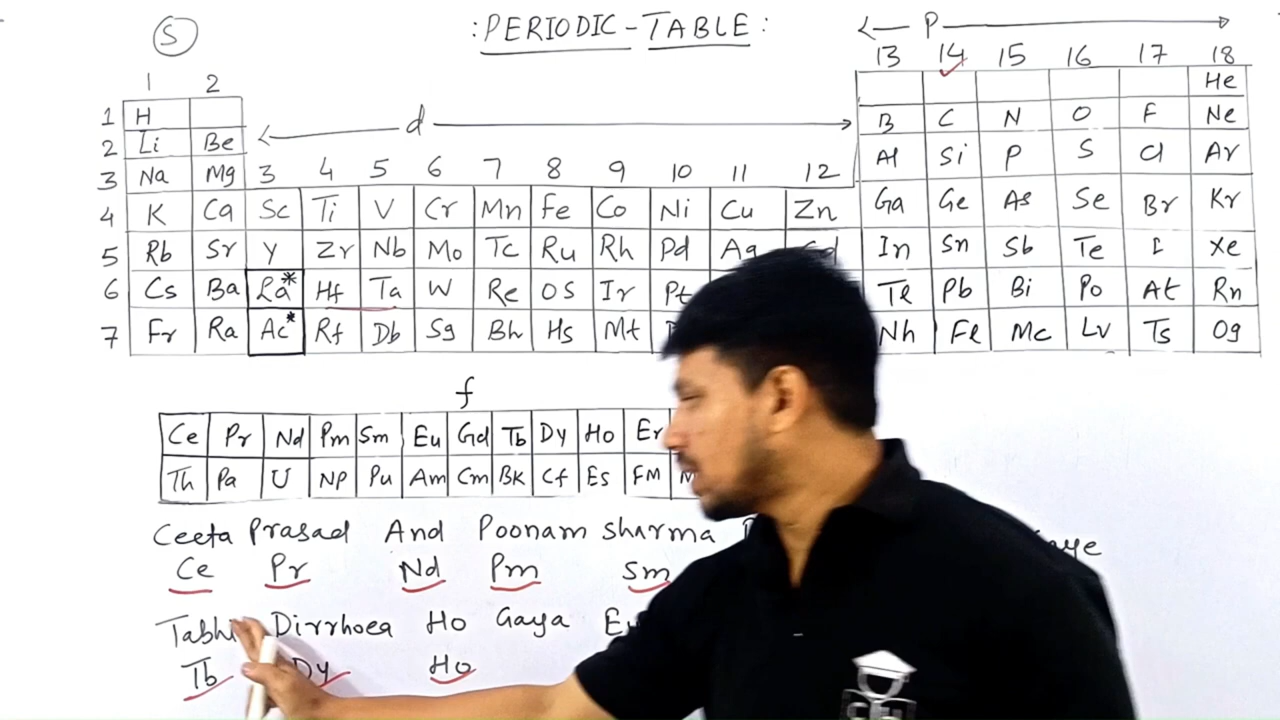 S :PERIODIC-TABLE: P
13 14 15 16 17 18
1 2 He
1 H B C N O F Ne
2 Li Be d
3 Na Mg 3 4 5 6 7 8 9 10 11 12 Al Si P S Cl Ar
4 K Ca Sc Ti V Cr Mn Fe Co Ni Cu Zn Ga Ge As Se Br Kr
5 Rb Sr Y Zr Nb Mo Tc Ru Rh Pd Ag In Sn Sb Te I Xe
6 Cs Ba La* Hf Ta W Re Os Ir Pt Tl Pb Bi Po At Rn
7 Fr Ra Ac* Rf Db Sg Bh Hs Mt Nh Fl Mc Lv Ts Og
f
Ce Pr Nd Pm Sm Eu Gd Tb Dy Ho Er
Th Pa U NP Pu Am Cm Bk Cf Es FM
Ceeta Prasad And Poonam Sharma
Ce Pr Nd Pm Sm
Tabhi Dirrhoea Ho Gaya
Tb Dy Ho